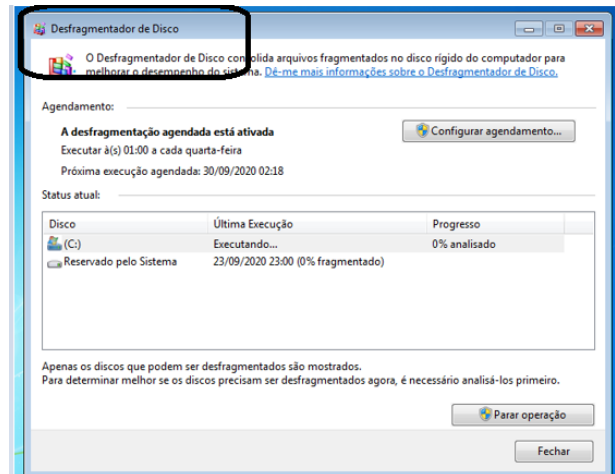 Desfragmentador de Disco
O Desfragmentador de Disco consolida arquivos fragmentados no disco rígido do computador para
melhorar o desempenho do sistema. Dê-me mais informações sobre o Desfragmentador de Disco.
Agendamento:
A desfragmentação agendada está ativada
Configurar agendamento...
Executar à(s) 01:00 a cada quarta-feira
Próxima execução agendada: 30/09/2020 02:18
Status atual:
Disco Última Execução Progresso
(C:) Executando... 0% analisado
Reservado pelo Sistema 23/09/2020 23:00 (0% fragmentado)
Apenas os discos que podem ser desfragmentados são mostrados.
Para determinar melhor se os discos precisam ser desfragmentados agora, é necessário analisá-los primeiro.
Parar operação
Fechar